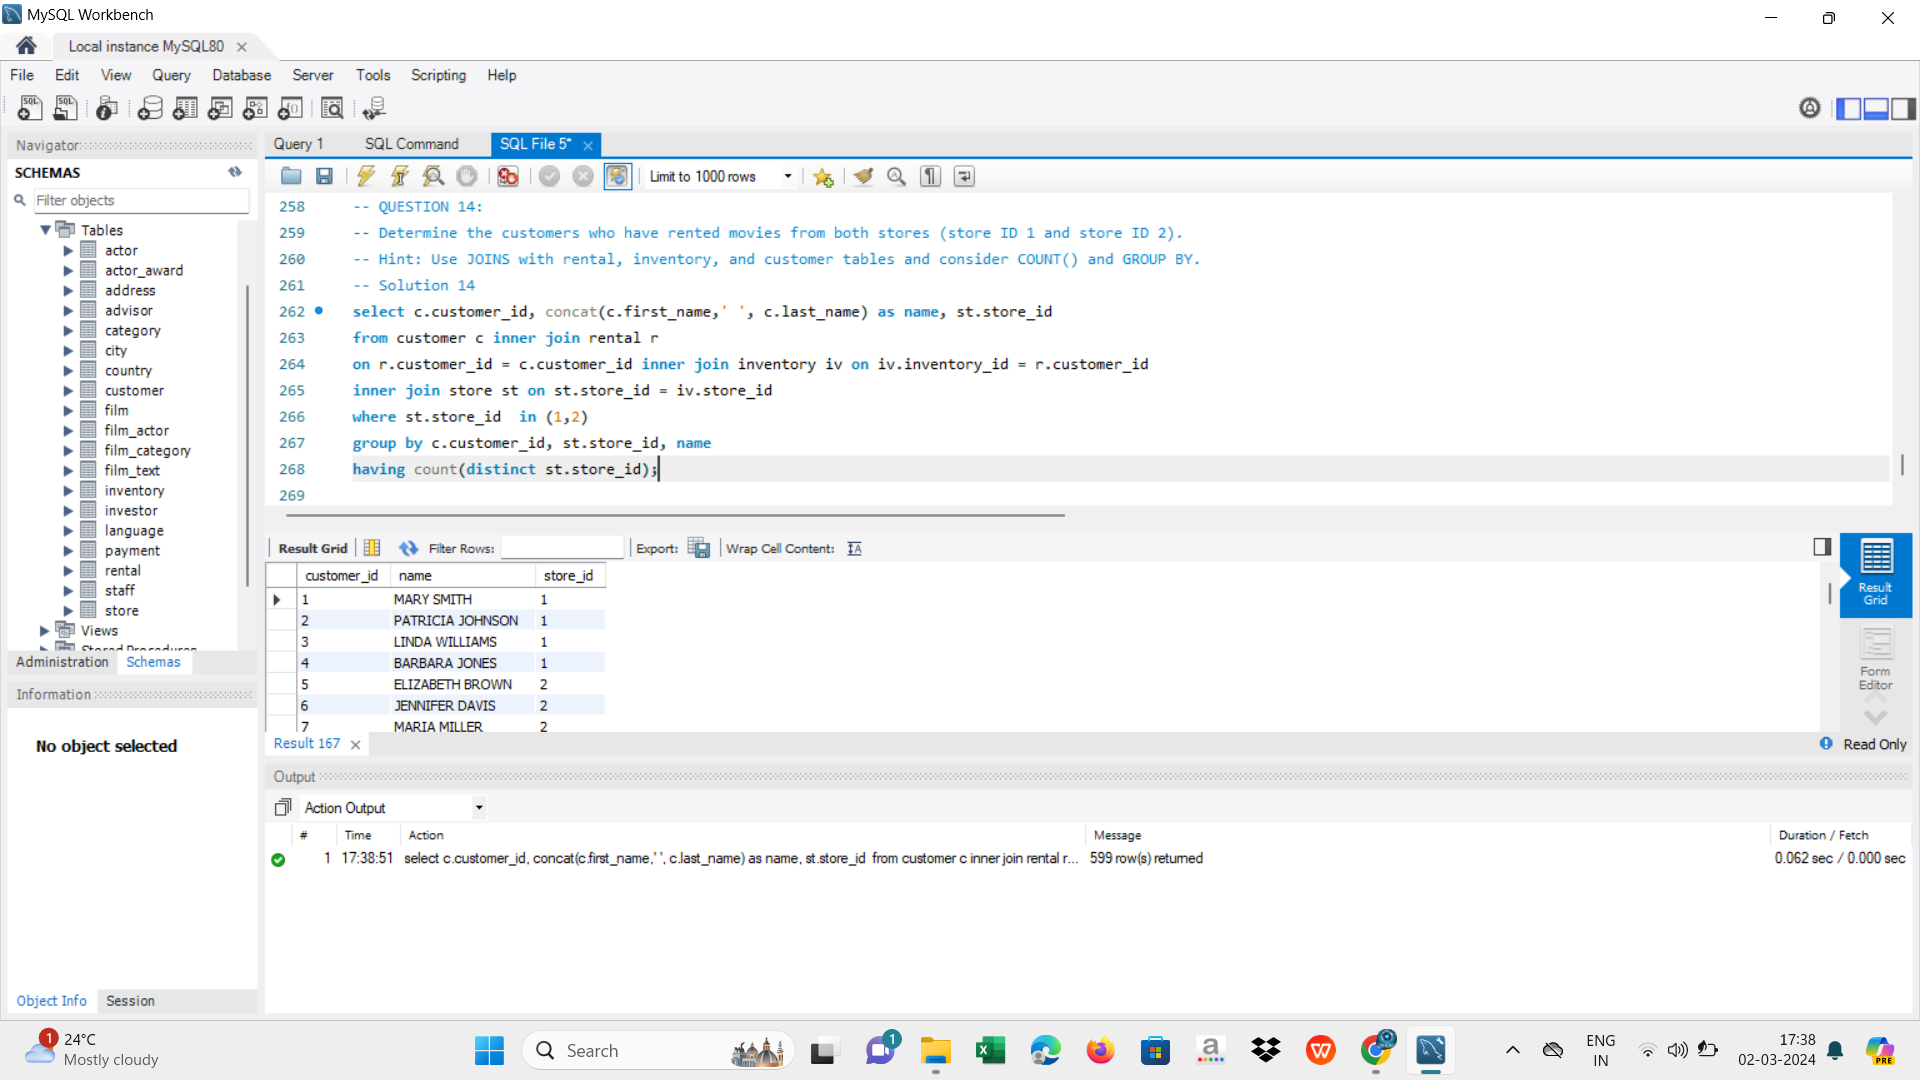 MySQL Workbench
Local instance MySQL80
File Edit View Query Database Server Tools Scripting Help
Navigator
SCHEMAS
Filter objects
Tables
actor
actor_award
address
advisor
category
city
country
customer
film
film_actor
film_category
film_text
inventory
investor
language
payment
rental
staff
store
Views
Stored Procedures
Administration Schemas
Information
No object selected
Object Info Session
Query 1 SQL Command SQL File 5*
Limit to 1000 rows
258 -- QUESTION 14:
259 -- Determine the customers who have rented movies from both stores (store ID 1 and store ID 2).
260 -- Hint: Use JOINS with rental, inventory, and customer tables and consider COUNT() and GROUP BY.
261 -- Solution 14
262 select c.customer_id, concat(c.first_name,' ', c.last_name) as name, st.store_id
263 from customer c inner join rental r
264 on r.customer_id = c.customer_id inner join inventory iv on iv.inventory_id = r.customer_id
265 inner join store st on st.store_id = iv.store_id
266 where st.store_id  in (1,2)
267 group by c.customer_id, st.store_id, name
268 having count(distinct st.store_id);
269
Result Grid Filter Rows: Export: Wrap Cell Content:
customer_id name store_id
1 MARY SMITH 1
2 PATRICIA JOHNSON 1
3 LINDA WILLIAMS 1
4 BARBARA JONES 1
5 ELIZABETH BROWN 2
6 JENNIFER DAVIS 2
7 MARIA MILLER 2
Result Grid
Form Editor
Result 167
Read Only
Output
Action Output
# Time Action Message Duration / Fetch
1 17:38:51 select c.customer_id, concat(c.first_name,' ', c.last_name) as name, st.store_id from customer c inner join rental r... 599 row(s) returned 0.062 sec / 0.000 sec
1
24°C
Mostly cloudy
Search
1
ENG
IN
17:38
02-03-2024
PRE